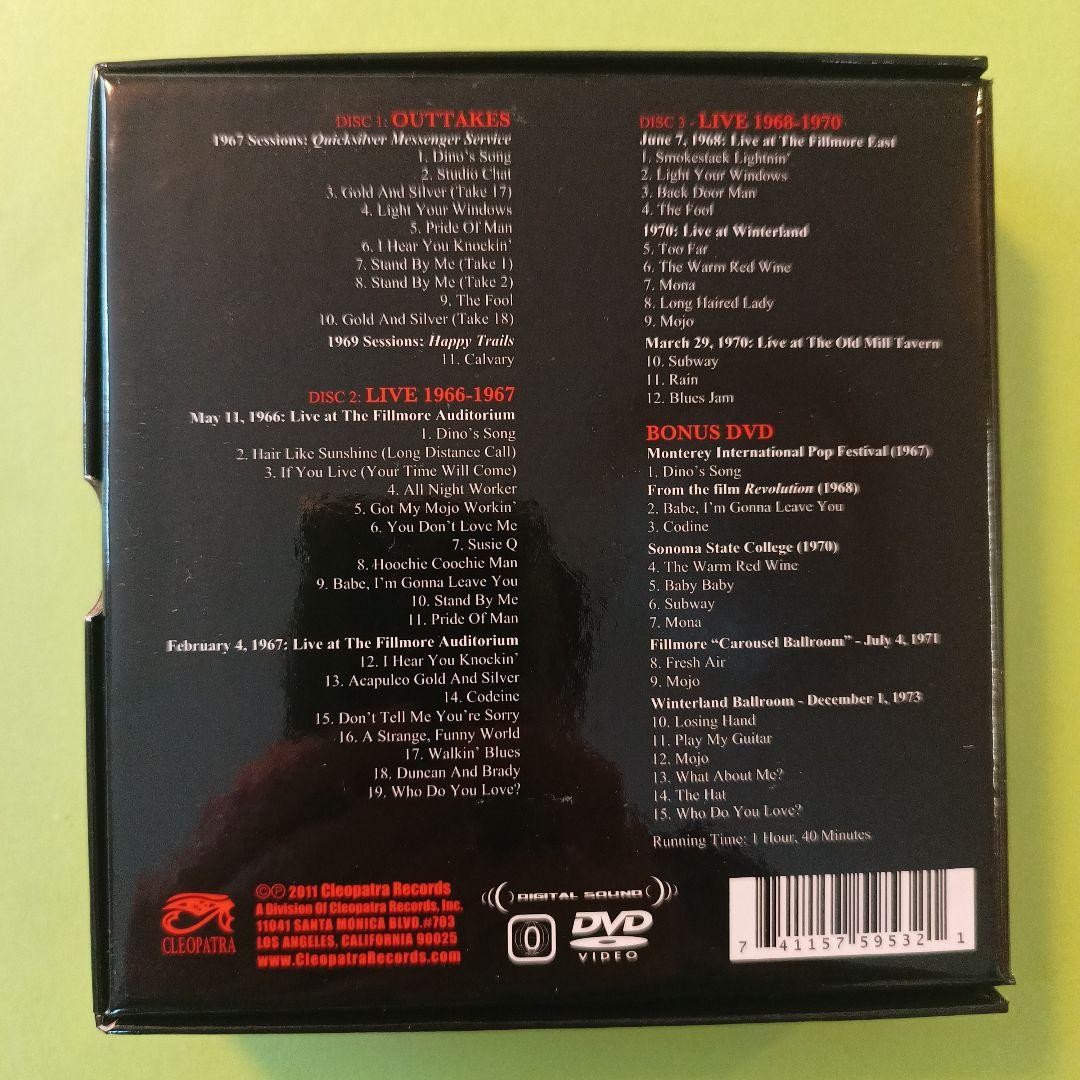 DISC 1: OUTTAKES
1967 Sessions: Quicksilver Messenger Service
1. Dino's Song
2. Studio Chat
3. Gold And Silver (Take 17)
4. Light Your Windows
5. Pride Of Man
6. I Hear You Knockin'
7. Stand By Me (Take 1)
8. Stand By Me (Take 2)
9. The Fool
10. Gold And Silver (Take 18)
1969 Sessions: Happy Trails
11. Calvary
DISC 2: LIVE 1966-1967
May 11, 1966: Live at The Fillmore Auditorium
1. Dino's Song
2. Hair Like Sunshine (Long Distance Call)
3. If You Live (Your Time Will Come)
4. All Night Worker
5. Got My Mojo Workin'
6. You Don't Love Me
7. Susie Q
8. Hoochie Coochie Man
9. Babe, I'm Gonna Leave You
10. Stand By Me
11. Pride Of Man
February 4, 1967: Live at The Fillmore Auditorium
12. I Hear You Knockin'
13. Acapulco Gold And Silver
14. Codeine
15. Don't Tell Me You're Sorry
16. A Strange, Funny World
17. Walkin' Blues
18. Duncan And Brady
19. Who Do You Love?
DISC 3 - LIVE 1968-1970
June 7, 1968: Live at The Fillmore East
1. Smokestack Lightnin'
2. Light Your Windows
3. Back Door Man
4. The Fool
1970: Live at Winterland
5. Too Far
6. The Warm Red Wine
7. Mona
8. Long Haired Lady
9. Mojo
March 29, 1970: Live at The Old Mill Tavern
10. Subway
11. Rain
12. Blues Jam
BONUS DVD
Monterey International Pop Festival (1967)
1. Dino's Song
From the film Revolution (1968)
2. Babe, I'm Gonna Leave You
3. Codine
Sonoma State College (1970)
4. The Warm Red Wine
5. Baby Baby
6. Subway
7. Mona
Fillmore "Carousel Ballroom" - July 4, 1971
8. Fresh Air
9. Mojo
Winterland Ballroom - December 1, 1973
10. Losing Hand
11. Play My Guitar
12. Mojo
13. What About Me?
14. The Hat
15. Who Do You Love?
Running Time: 1 Hour, 40 Minutes
CLEOPATRA
©℗ 2011 Cleopatra Records
A Division Of Cleopatra Records, Inc.
11041 SANTA MONICA BLVD.#703
LOS ANGELES, CALIFORNIA 90025
www.CleopatraRecords.com
DIGITAL SOUND
0
DVD
VIDEO
7 41157 59532 1